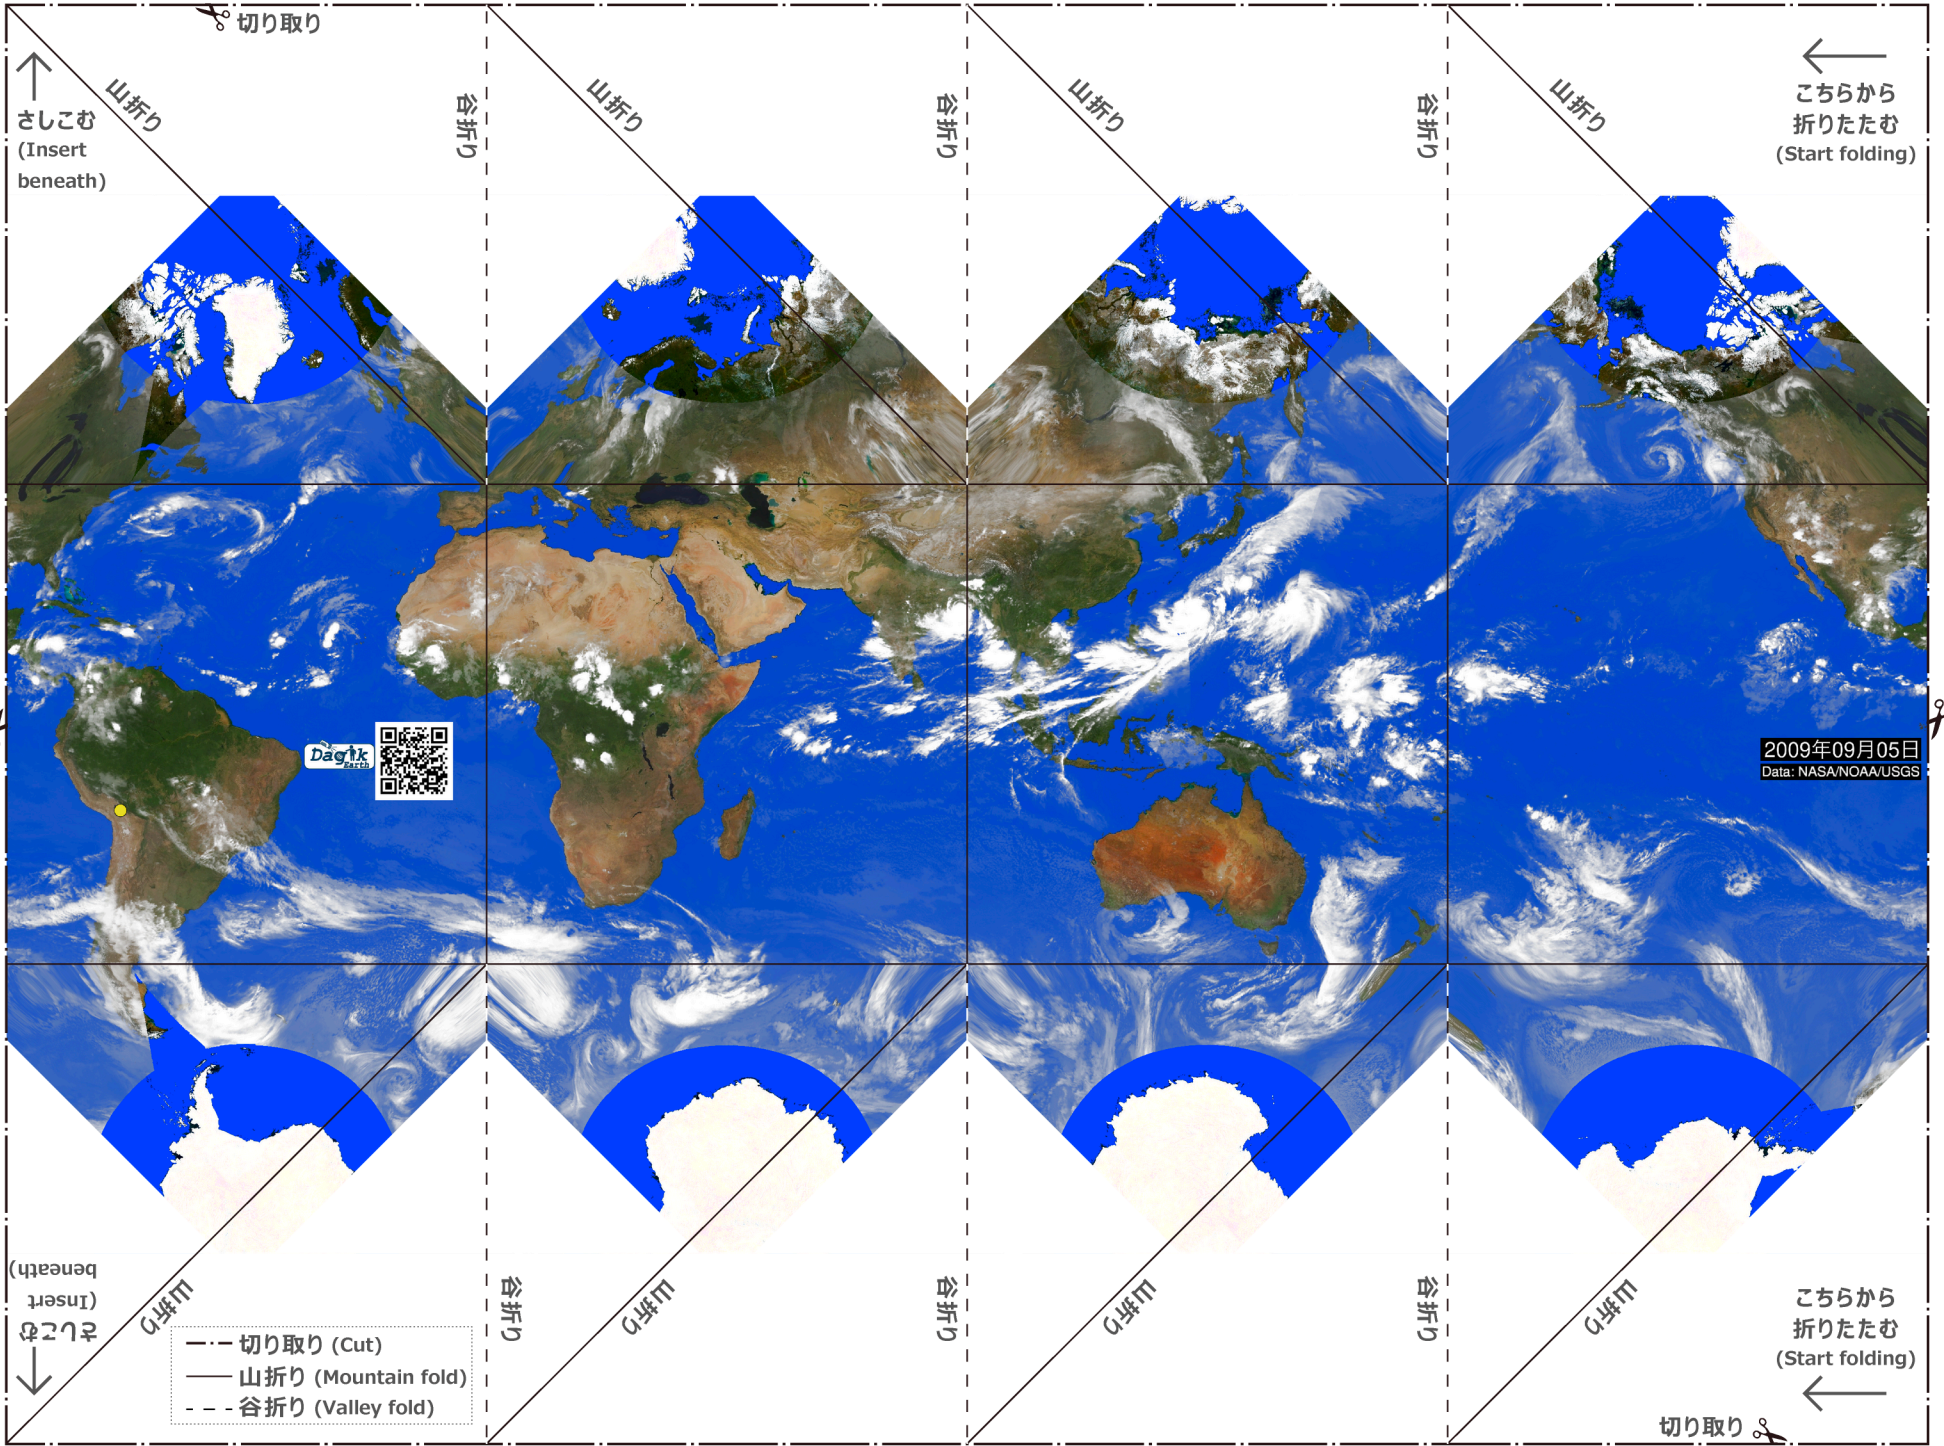 切り取り
山折り
谷折り
山折り
谷折り
山折り
谷折り
山折り
さしこむ
(Insert
beneath)
こちらから
折りたたむ
(Start folding)
Dagik
Earth
2009年09月05日
Data: NASA/NOAA/USGS
さしこむ
(Insert
beneath)
山折り
谷折り
山折り
谷折り
山折り
谷折り
山折り
こちらから
折りたたむ
(Start folding)
切り取り (Cut)
山折り (Mountain fold)
谷折り (Valley fold)
切り取り